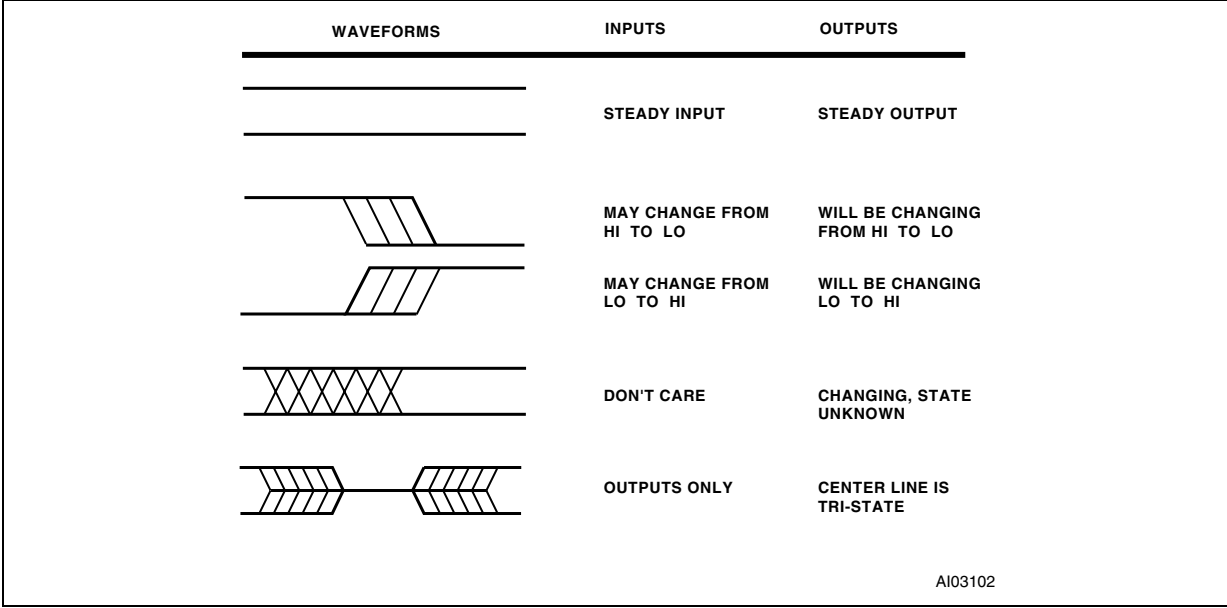 WAVEFORMS INPUTS OUTPUTS
STEADY INPUT STEADY OUTPUT
MAY CHANGE FROM WILL BE CHANGING
HI TO LO FROM HI TO LO
MAY CHANGE FROM WILL BE CHANGING
LO TO HI LO TO HI
DON'T CARE CHANGING, STATE
UNKNOWN
OUTPUTS ONLY CENTER LINE IS
TRI-STATE
AI03102